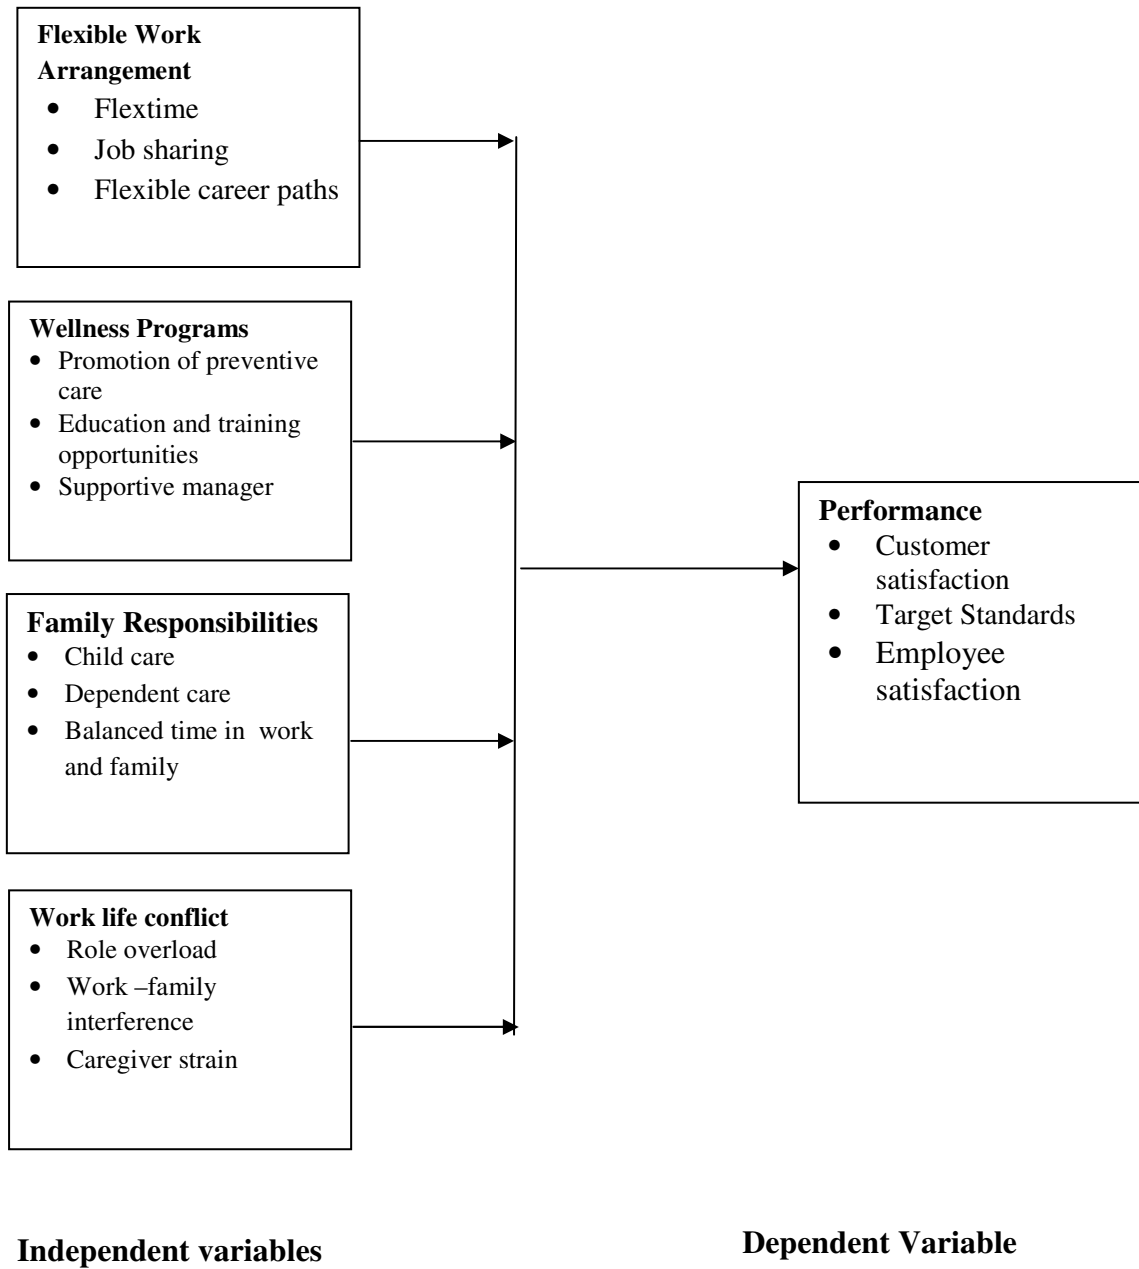 Flexible Work
Arrangement
• Flextime
• Job sharing
• Flexible career paths
Wellness Programs
• Promotion of preventive
care
• Education and training
opportunities
• Supportive manager
Family Responsibilities
• Child care
• Dependent care
• Balanced time in work
and family
Work life conflict
• Role overload
• Work –family
interference
• Caregiver strain
Performance
• Customer
satisfaction
• Target Standards
• Employee
satisfaction
Independent variables
Dependent Variable